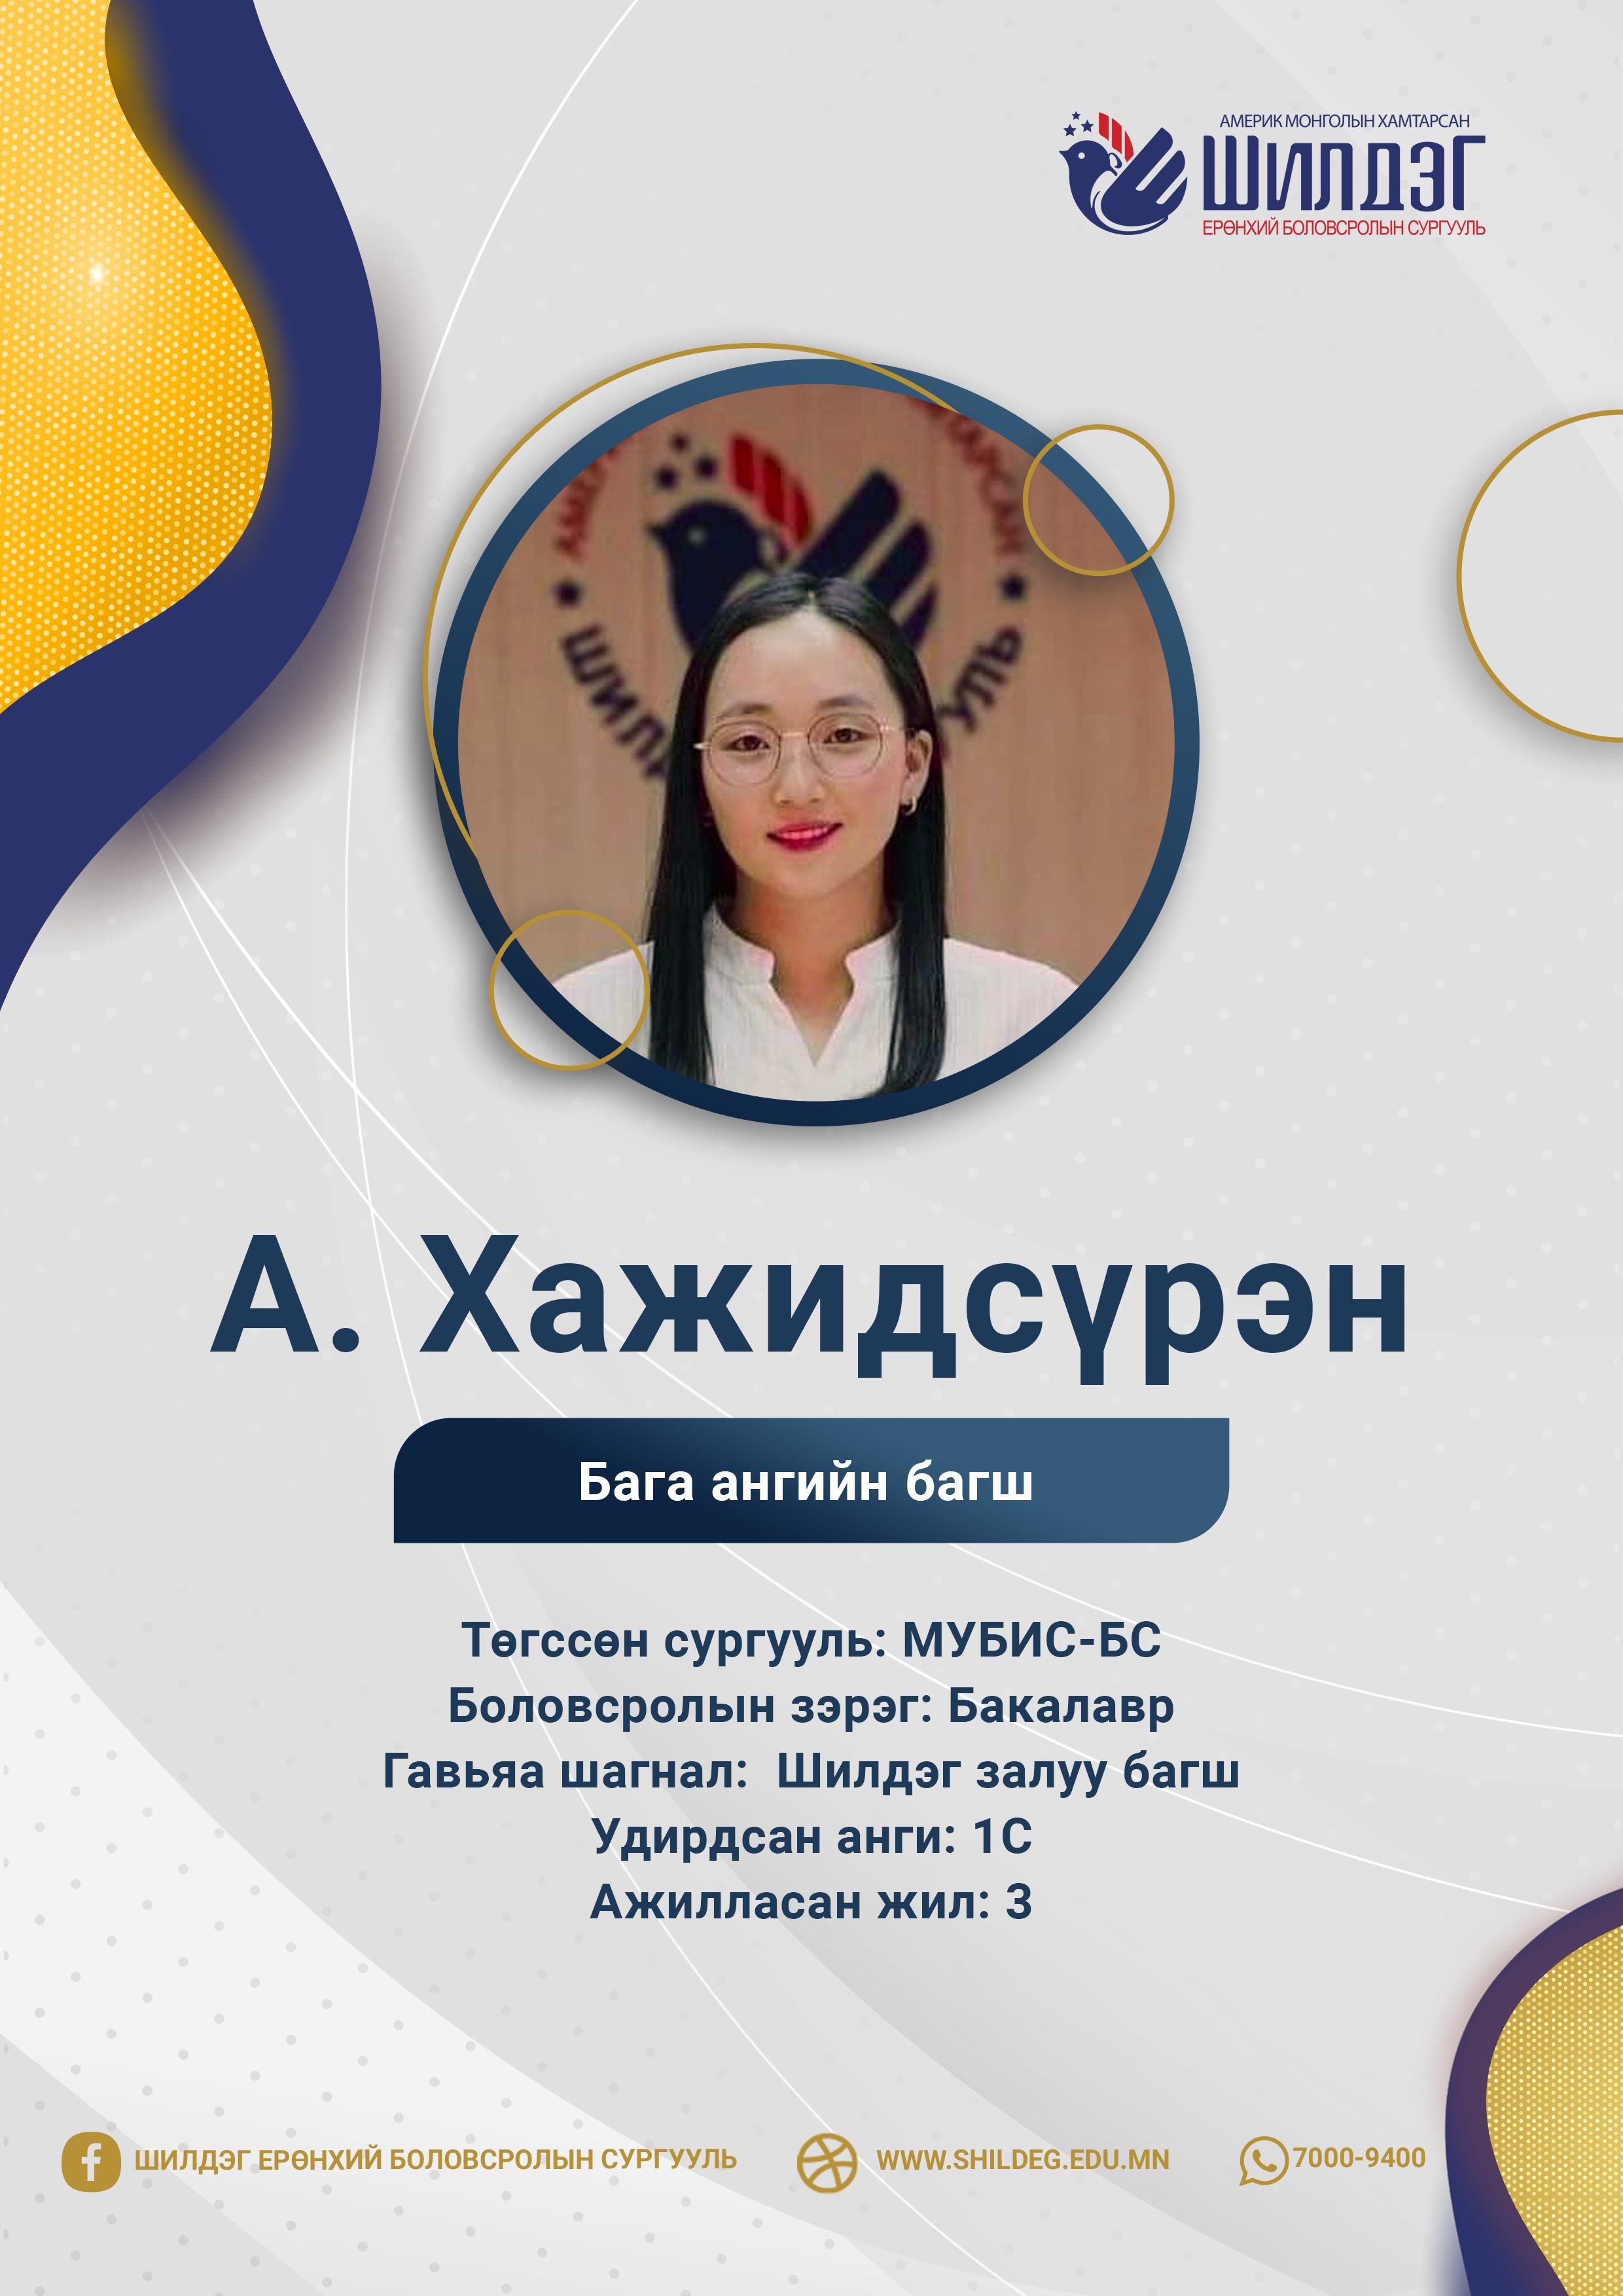 АМЕРИК МОНГОЛЫН ХАМТАРСАН
ШИЛДЭГ
ЕРӨНХИЙ БОЛОВСРОЛЫН СУРГУУЛЬ
А. Хажидсүрэн
Бага ангийн багш
Төгссөн сургууль: МУБИС-БС
Боловсролын зэрэг: Бакалавр
Гавьяа шагнал:  Шилдэг залуу багш
Удирдсан анги: 1С
Ажилласан жил: 3
ШИЛДЭГ ЕРӨНХИЙ БОЛОВСРОЛЫН СУРГУУЛЬ
WWW.SHILDEG.EDU.MN
7000-9400